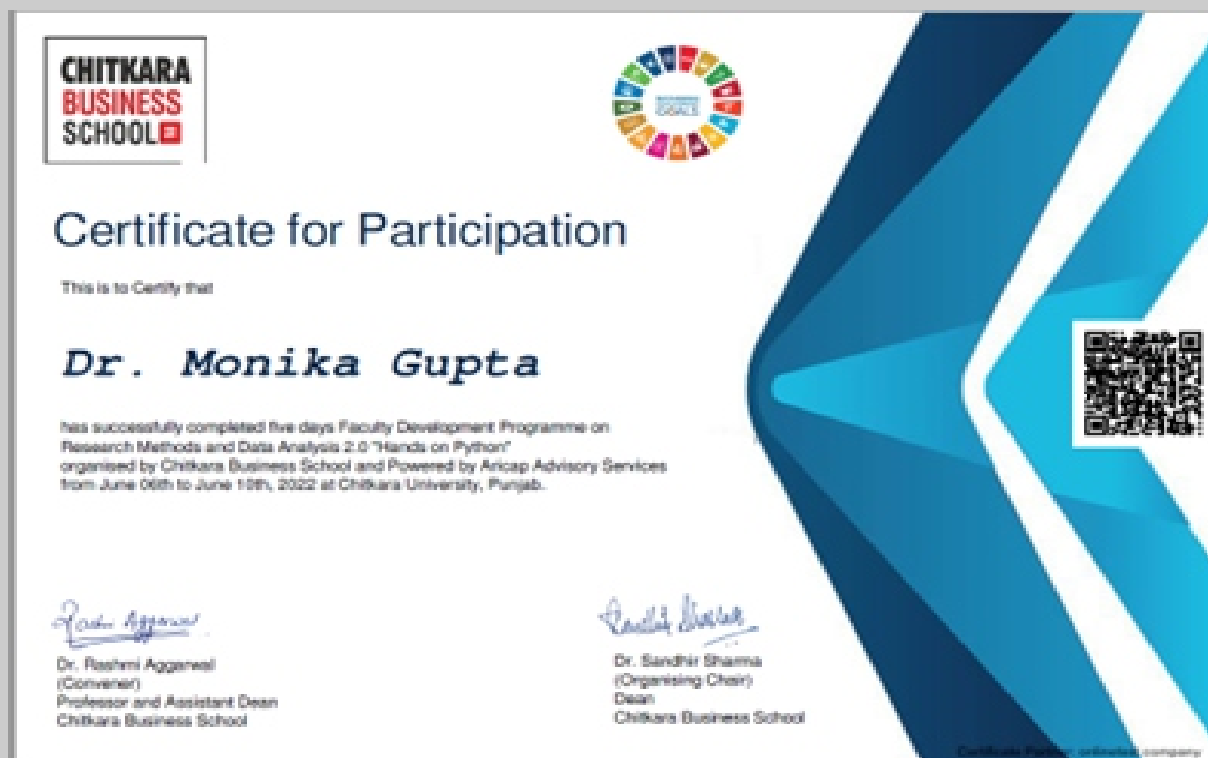 CHITKARA
BUSINESS
SCHOOL
Certificate for Participation
This is to Certify that
Dr. Monika Gupta
has successfully completed five days Faculty Development Programme on
Research Methods and Data Analysis 2.0 "Hands on Python"
organised by Chitkara Business School and Powered by Aricap Advisory Services
from June 06th to June 10th, 2022 at Chitkara University, Punjab.
Dr. Rashmi Aggarwal
(Convener)
Professor and Assistant Dean
Chitkara Business School
Dr. Sandhir Sharma
(Organising Chair)
Dean
Chitkara Business School
Certificate Partner: company